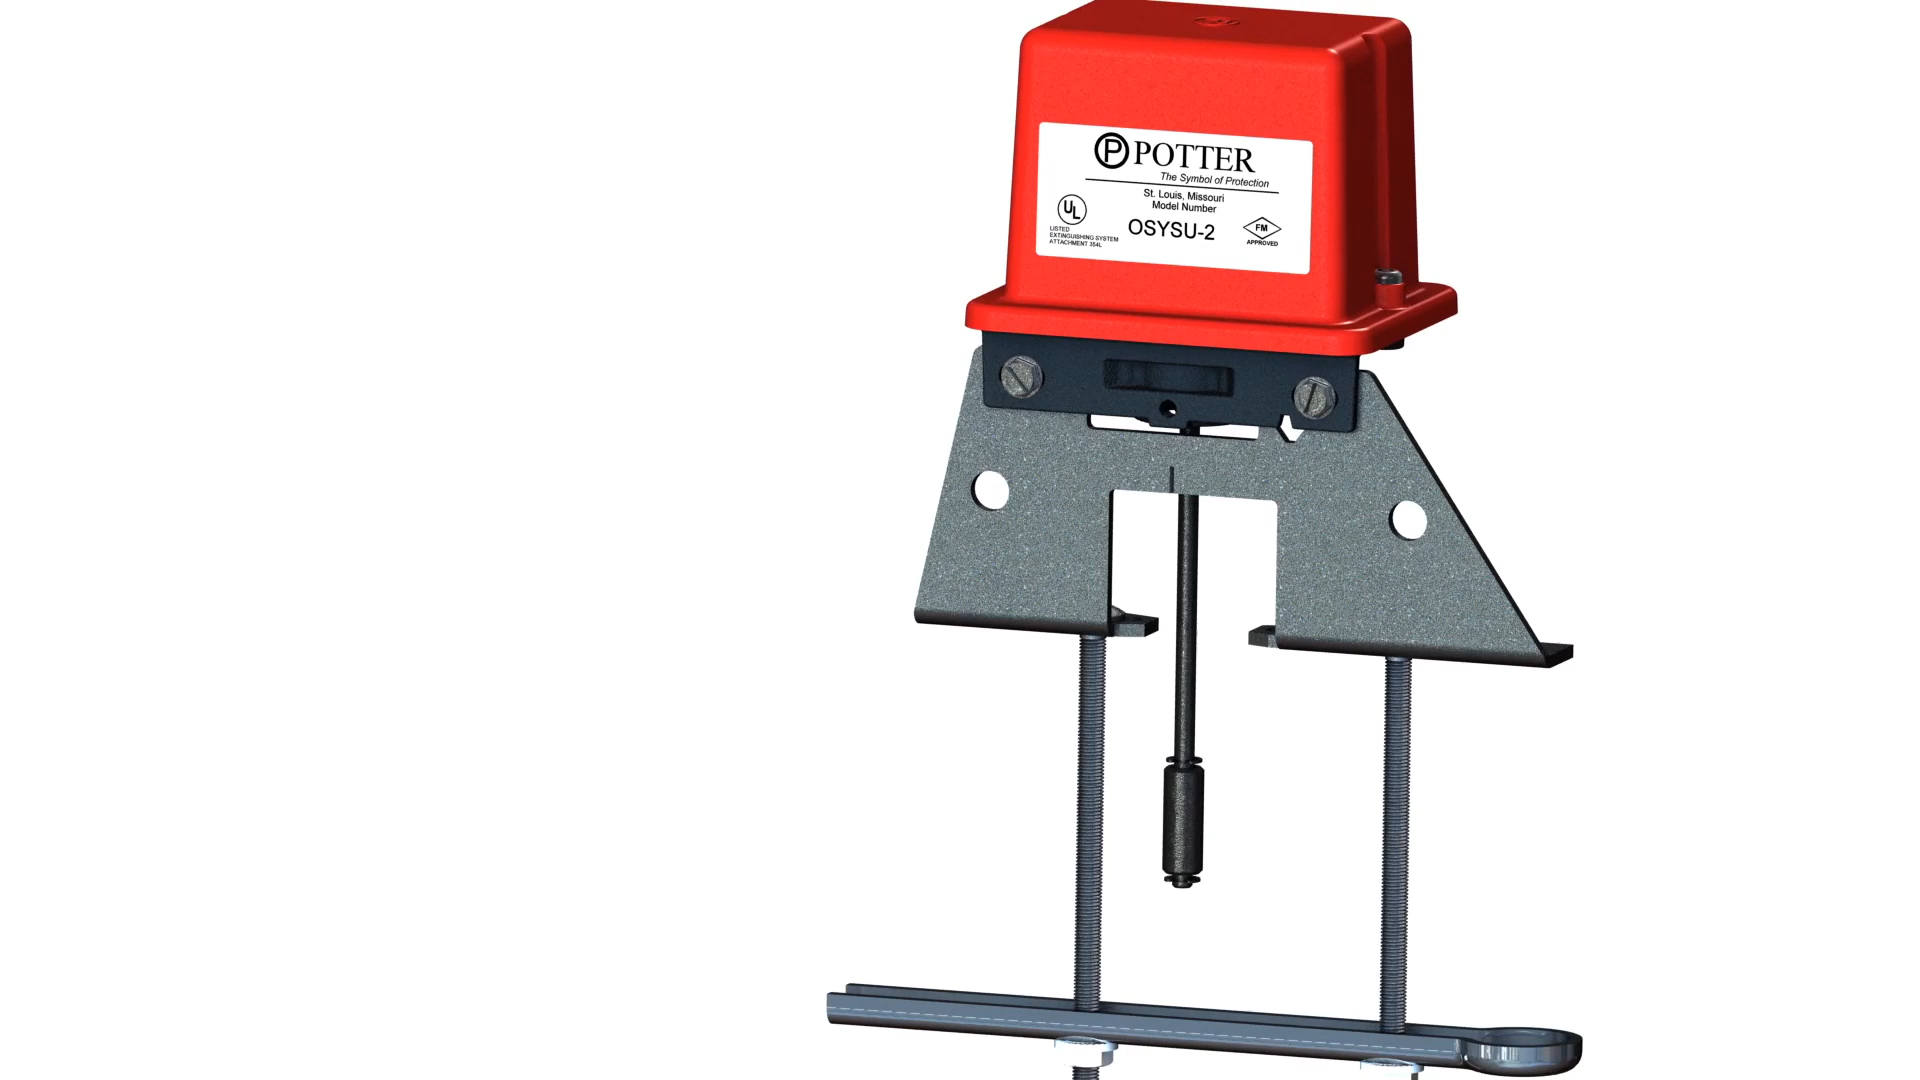 P POTTER
The Symbol of Protection
St. Louis, Missouri
Model Number
OSYSU-2
UL
LISTED
EXTINGUISHING SYSTEM
ATTACHMENT 354L
FM
APPROVED